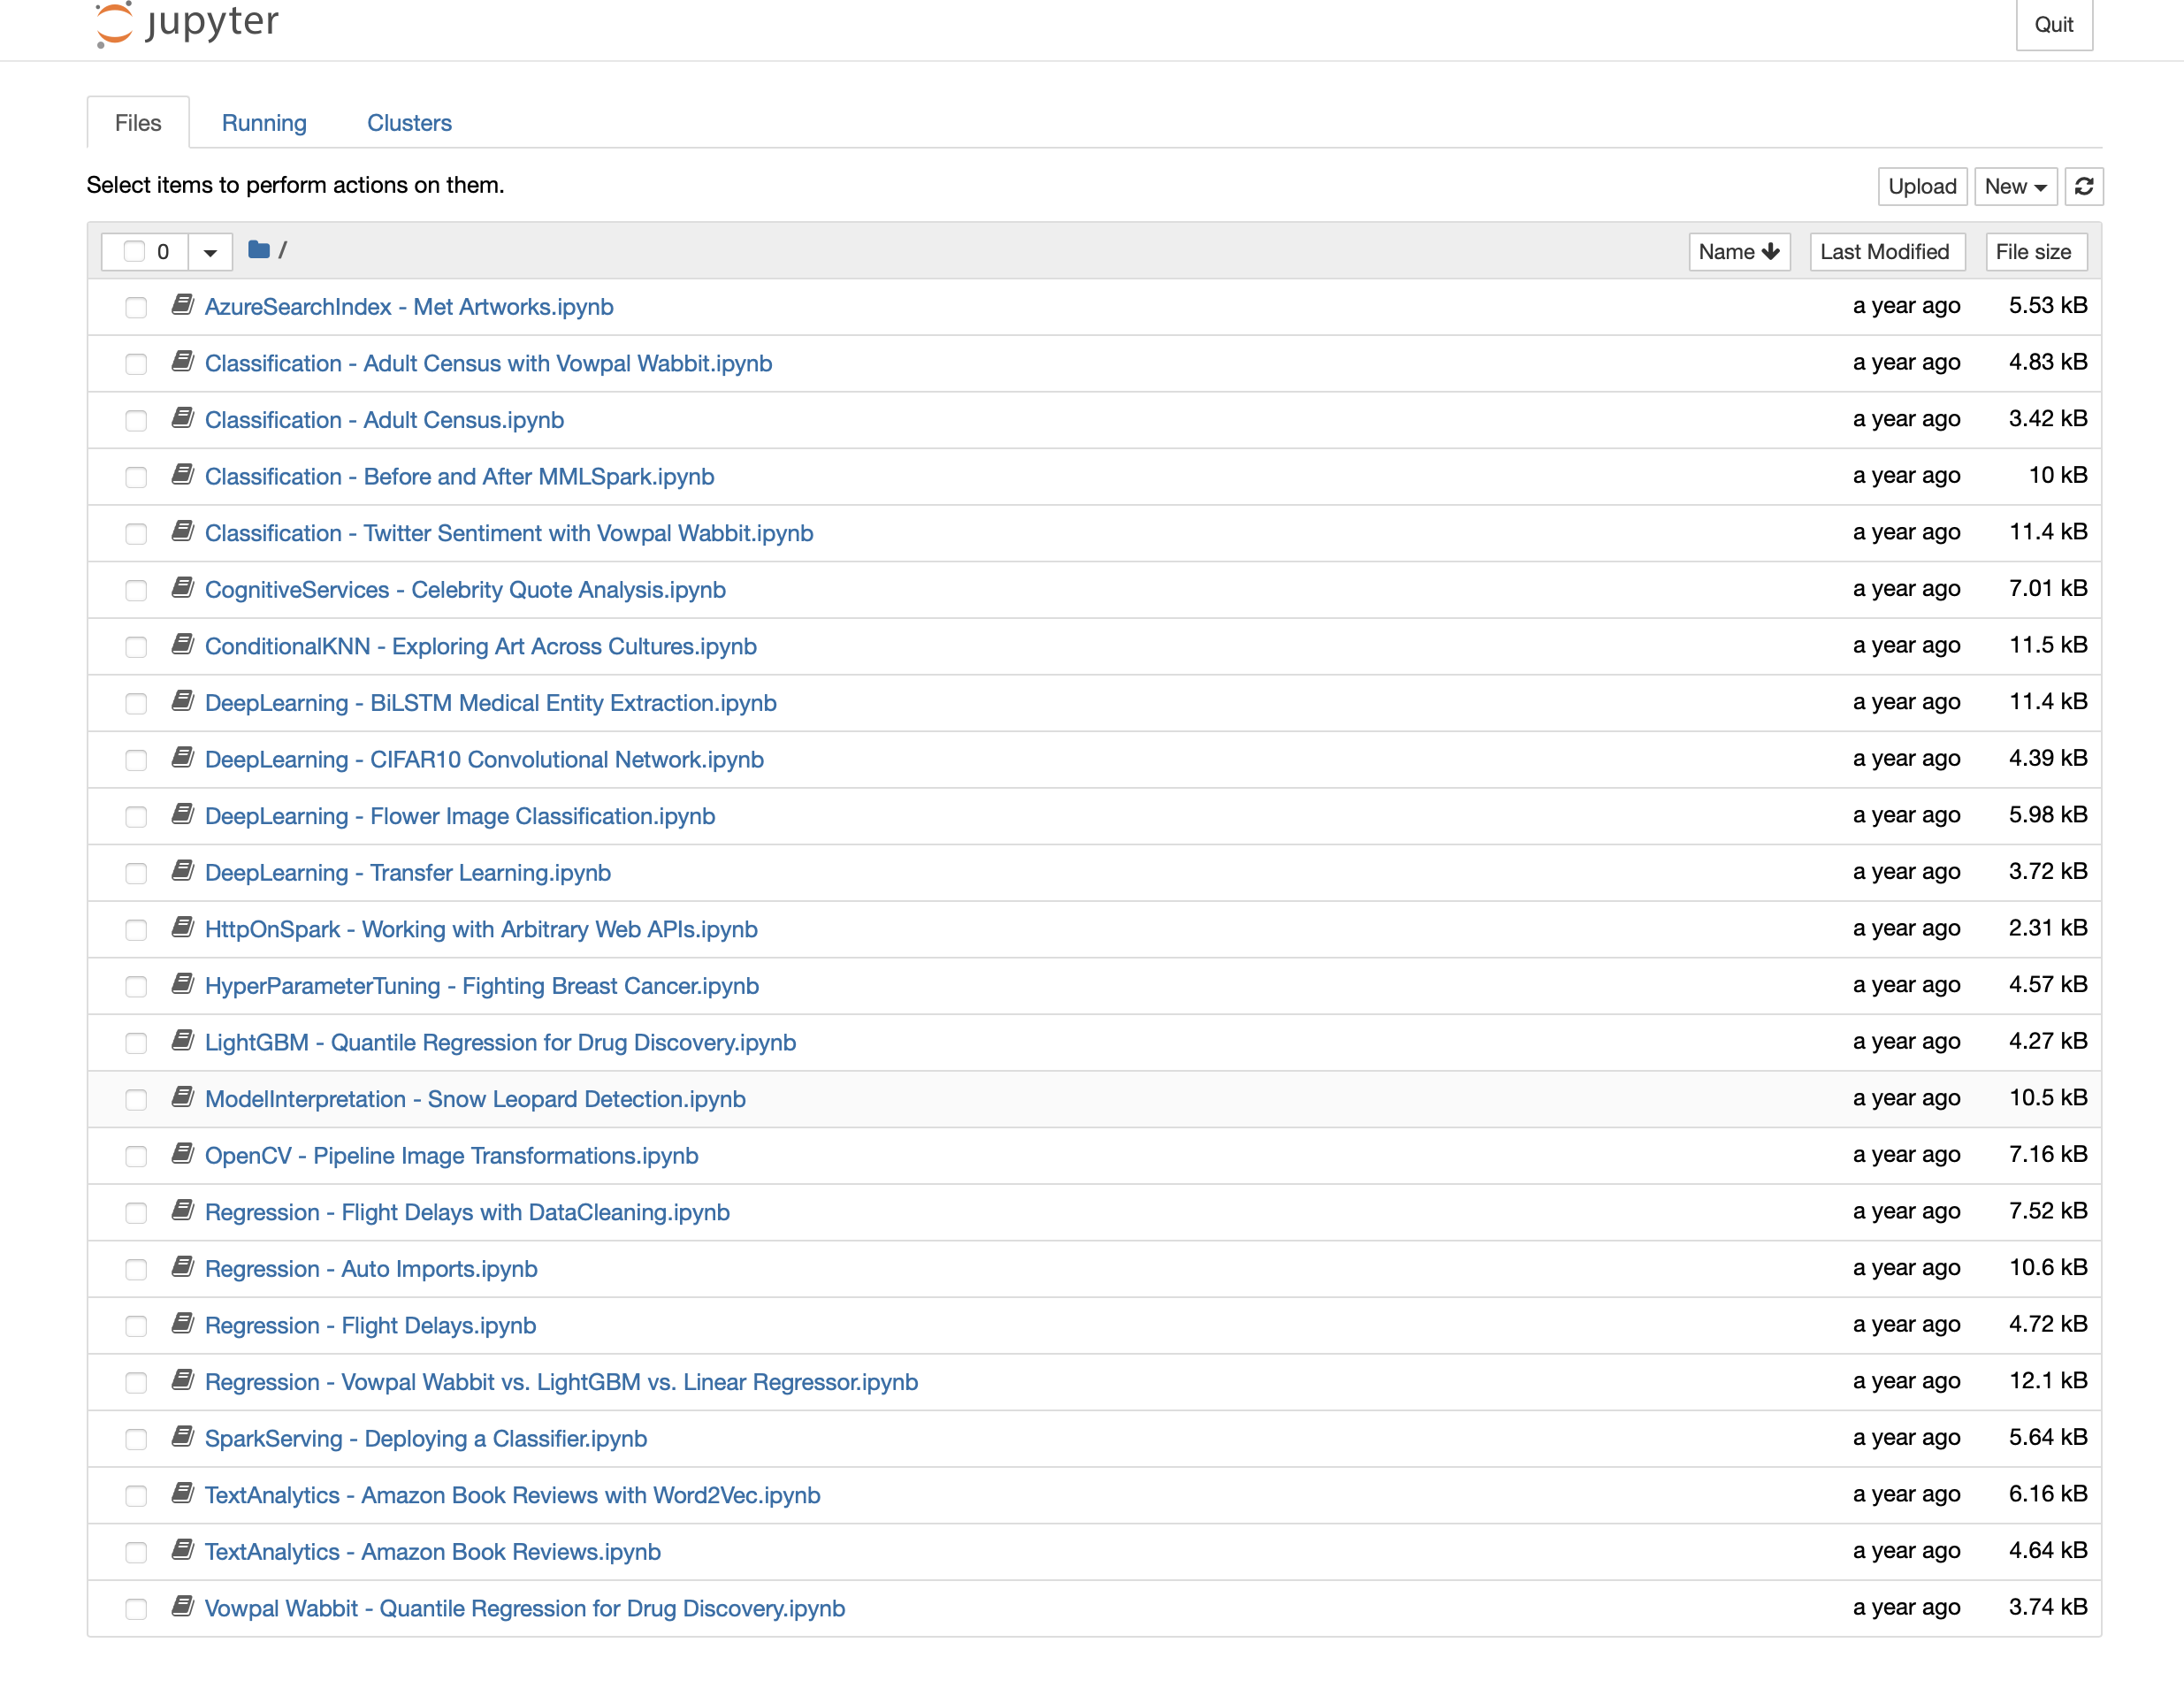 jupyter
Quit
Files Running Clusters
Select items to perform actions on them.
Upload New
0 / Name Last Modified File size
AzureSearchIndex - Met Artworks.ipynb a year ago 5.53 kB
Classification - Adult Census with Vowpal Wabbit.ipynb a year ago 4.83 kB
Classification - Adult Census.ipynb a year ago 3.42 kB
Classification - Before and After MMLSpark.ipynb a year ago 10 kB
Classification - Twitter Sentiment with Vowpal Wabbit.ipynb a year ago 11.4 kB
CognitiveServices - Celebrity Quote Analysis.ipynb a year ago 7.01 kB
ConditionalKNN - Exploring Art Across Cultures.ipynb a year ago 11.5 kB
DeepLearning - BiLSTM Medical Entity Extraction.ipynb a year ago 11.4 kB
DeepLearning - CIFAR10 Convolutional Network.ipynb a year ago 4.39 kB
DeepLearning - Flower Image Classification.ipynb a year ago 5.98 kB
DeepLearning - Transfer Learning.ipynb a year ago 3.72 kB
HttpOnSpark - Working with Arbitrary Web APIs.ipynb a year ago 2.31 kB
HyperParameterTuning - Fighting Breast Cancer.ipynb a year ago 4.57 kB
LightGBM - Quantile Regression for Drug Discovery.ipynb a year ago 4.27 kB
ModelInterpretation - Snow Leopard Detection.ipynb a year ago 10.5 kB
OpenCV - Pipeline Image Transformations.ipynb a year ago 7.16 kB
Regression - Flight Delays with DataCleaning.ipynb a year ago 7.52 kB
Regression - Auto Imports.ipynb a year ago 10.6 kB
Regression - Flight Delays.ipynb a year ago 4.72 kB
Regression - Vowpal Wabbit vs. LightGBM vs. Linear Regressor.ipynb a year ago 12.1 kB
SparkServing - Deploying a Classifier.ipynb a year ago 5.64 kB
TextAnalytics - Amazon Book Reviews with Word2Vec.ipynb a year ago 6.16 kB
TextAnalytics - Amazon Book Reviews.ipynb a year ago 4.64 kB
Vowpal Wabbit - Quantile Regression for Drug Discovery.ipynb a year ago 3.74 kB